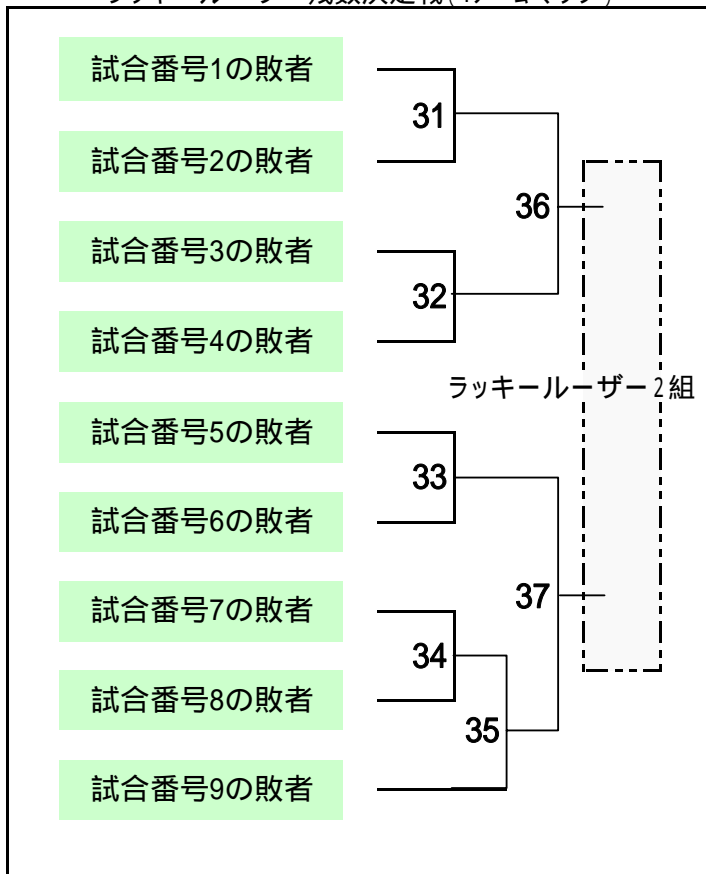 試合番号1の敗者
31
試合番号2の敗者
36
試合番号3の敗者
32
試合番号4の敗者
ラッキールーザー2組
試合番号5の敗者
33
試合番号6の敗者
37
試合番号7の敗者
34
試合番号8の敗者
35
試合番号9の敗者